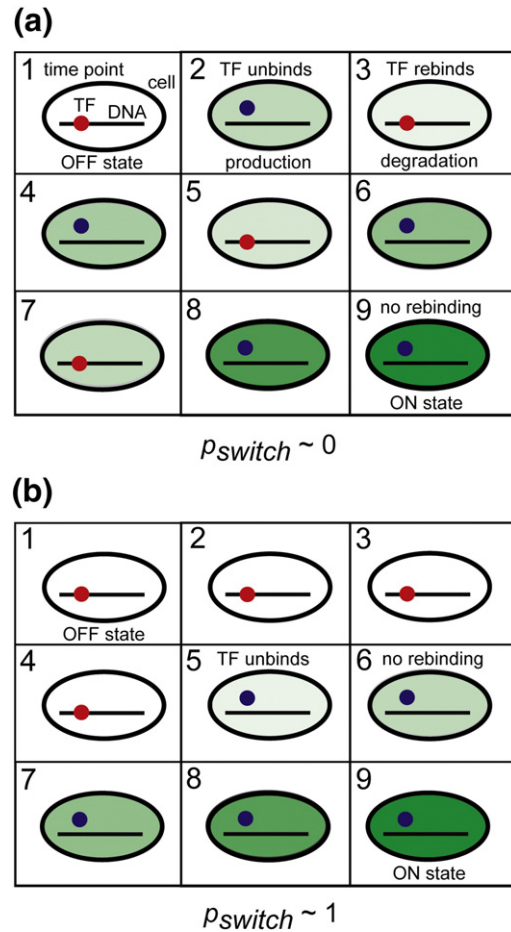 (a)
1 time point
cell
TF
DNA
OFF state
2 TF unbinds
production
3 TF rebinds
degradation
4
5
6
7
8
9 no rebinding
ON state
pswitch ~ 0
(b)
1
OFF state
2
3
4
5 TF unbinds
6 no rebinding
7
8
9
ON state
pswitch ~ 1